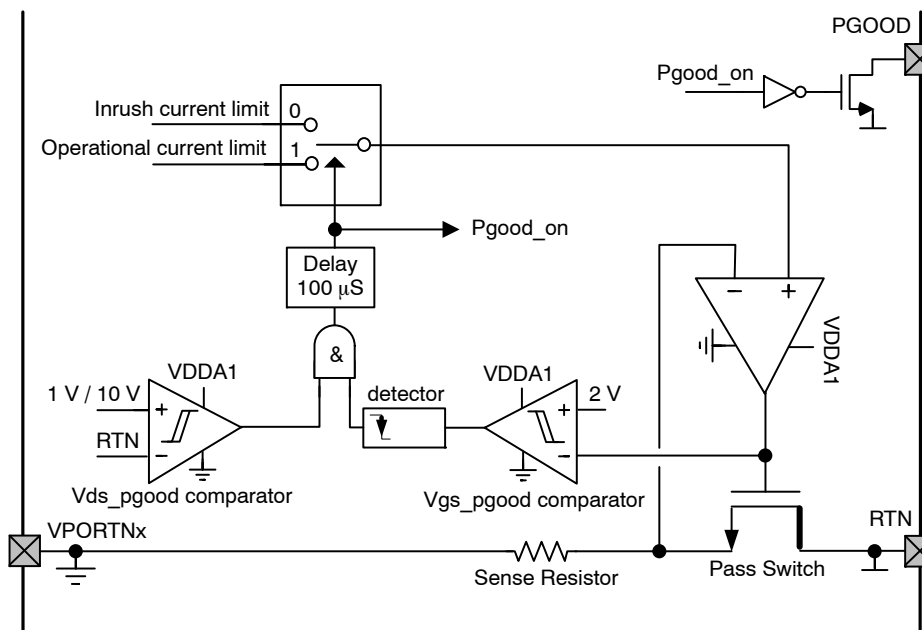 PGOOD
Pgood_on
Inrush current limit
0
Operational current limit
1
Pgood_on
Delay
100 μS
&
VDDA1
1 V / 10 V
+
RTN
−
Vds_pgood comparator
detector
VDDA1
2 V
+
−
Vgs_pgood comparator
−
+
VDDA1
VPORTNx
Sense Resistor
Pass Switch
RTN